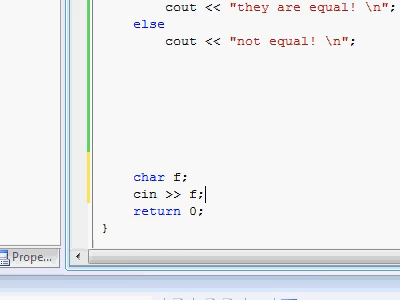 cout << "they are equal! \n";
else
cout << "not equal! \n";
char f;
cin >> f;
return 0;
}
Prope...